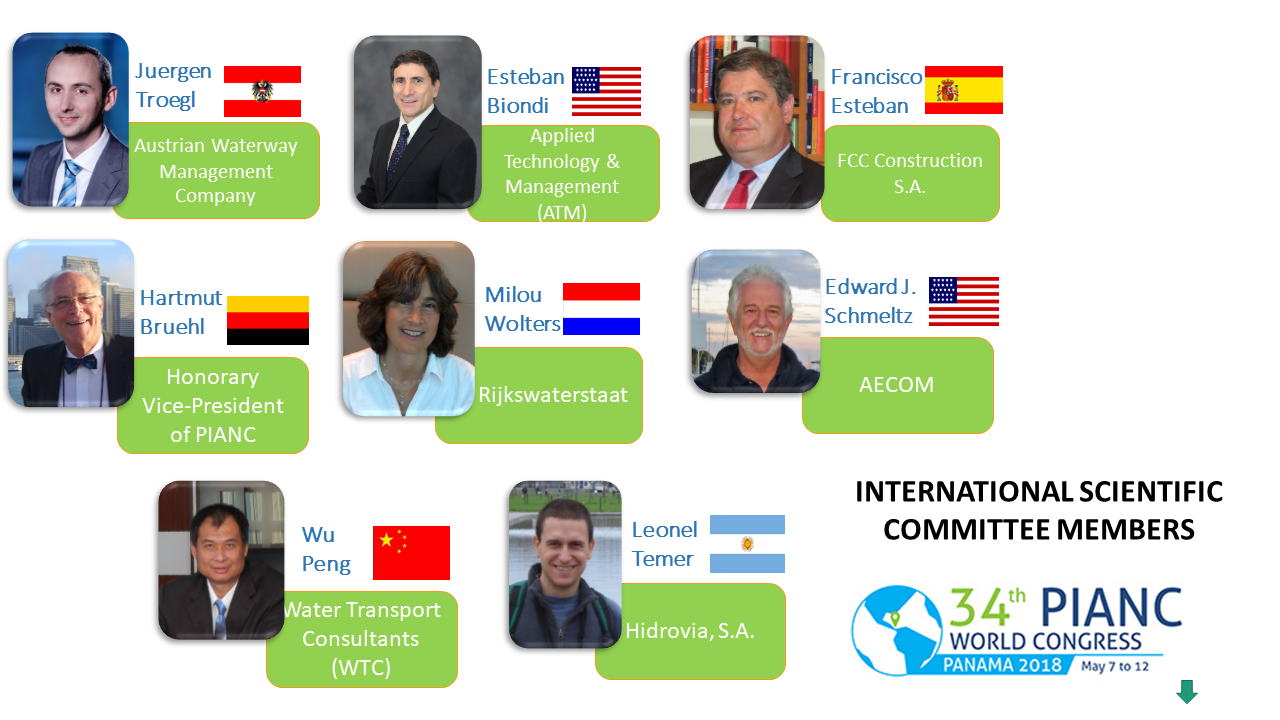 Juergen
Troegl
Austrian Waterway
Management
Company
Esteban
Biondi
Applied
Technology &
Management
(ATM)
Francisco
Esteban
FCC Construction
S.A.
Hartmut
Bruehl
Honorary
Vice-President
of PIANC
Milou
Wolters
Rijkswaterstaat
Edward J.
Schmeltz
AECOM
Wu
Peng
Water Transport
Consultants
(WTC)
Leonel
Temer
Hidrovia, S.A.
INTERNATIONAL SCIENTIFIC
COMMITTEE MEMBERS
34th PIANC
WORLD CONGRESS
PANAMA 2018 May 7 to 12